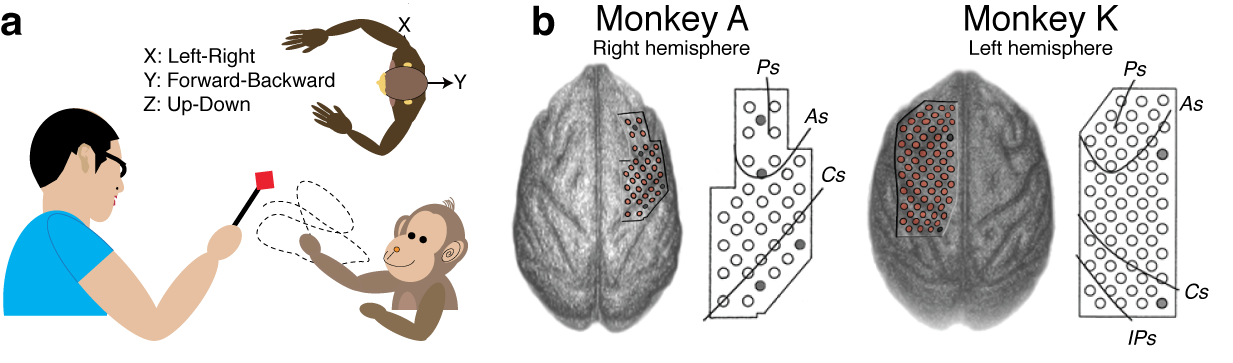 a
X: Left-Right
Y: Forward-Backward
Z: Up-Down
X
Y
b
Monkey A
Right hemisphere
Ps
As
Cs
Monkey K
Left hemisphere
Ps
As
Cs
IPs